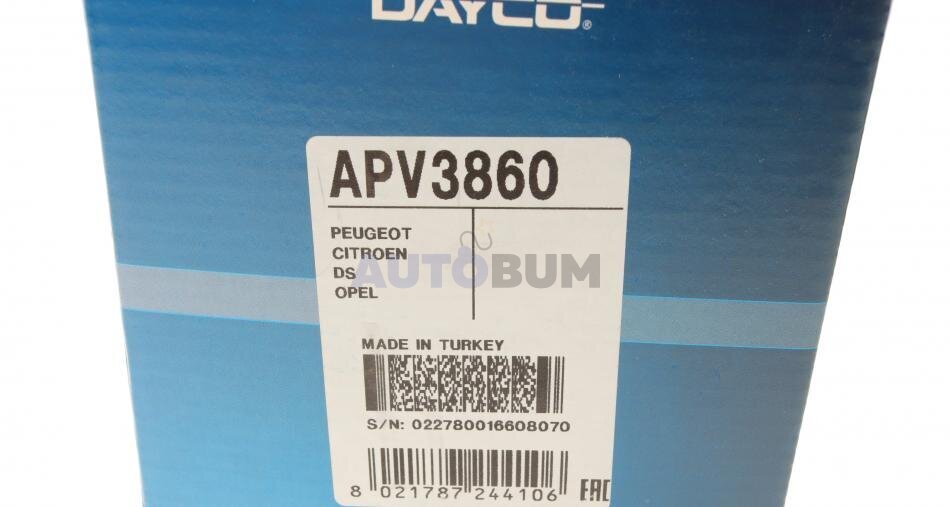 DAYCO®
APV3860
PEUGEOT
CITROEN
DS
OPEL
AUTOBUM
MADE IN TURKEY
S/N: 022780016608070
8 021787 244106 EAC